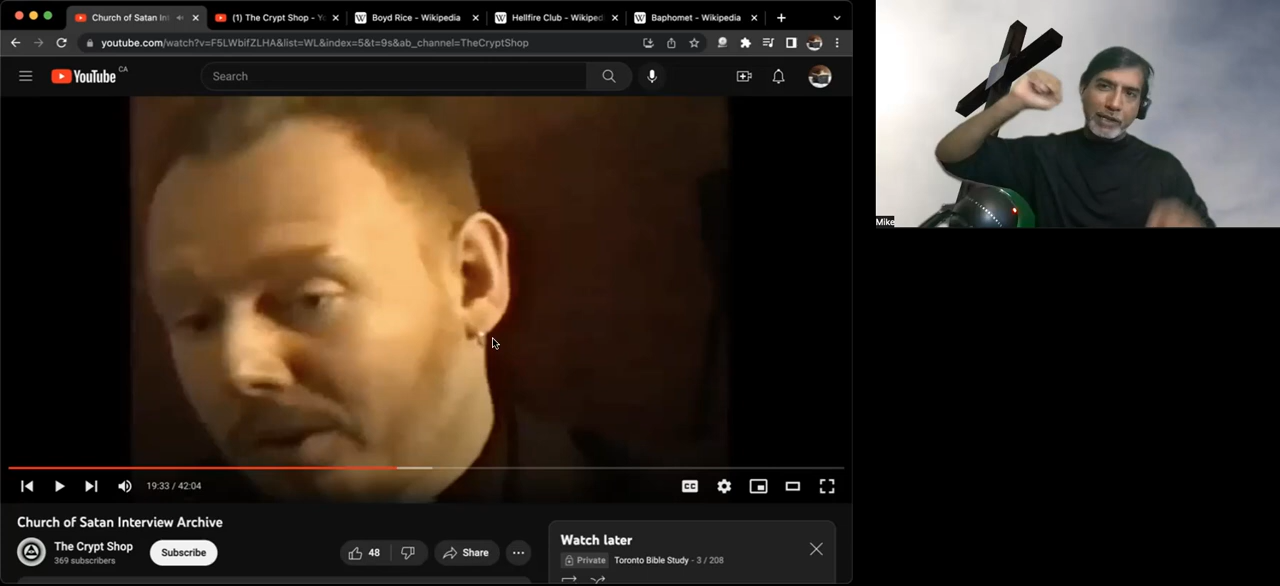 Church of Satan In
(1) The Crypt Shop - Y
Boyd Rice - Wikipedia
Hellfire Club - Wikiped
Baphomet - Wikipedia
youtube.com/watch?v=F5LWbifZLHA&list=WL&index=5&t=9s&ab_channel=TheCryptShop
YouTube CA
Search
Mike
19:33 / 42:04
CC
Church of Satan Interview Archive
The Crypt Shop
369 subscribers
Subscribe
48
Share
Watch later
Private
Toronto Bible Study - 3 / 208